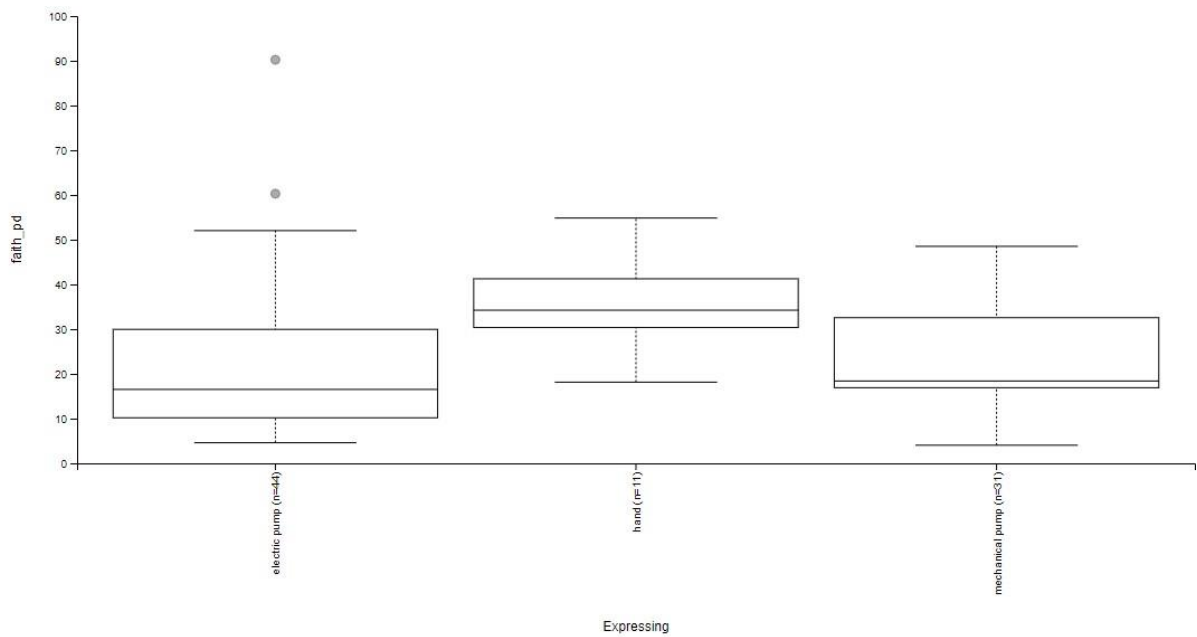 100
90
80
70
60
50
40
30
20
10
0
faith_pd
electric pump (n=44)
hand (n=11)
mechanical pump (n=31)
Expressing